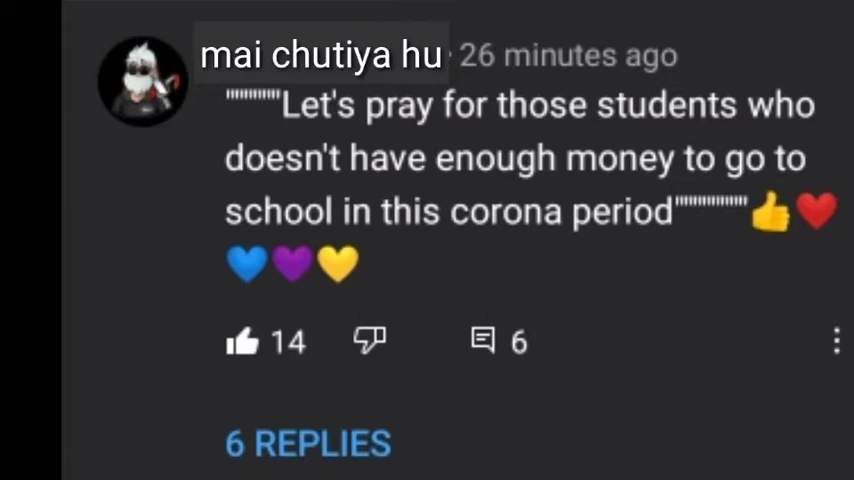 mai chutiya hu · 26 minutes ago
""""""Let's pray for those students who
doesn't have enough money to go to
school in this corona period""""""""👍❤️
💙💜💛
14 6
6 REPLIES